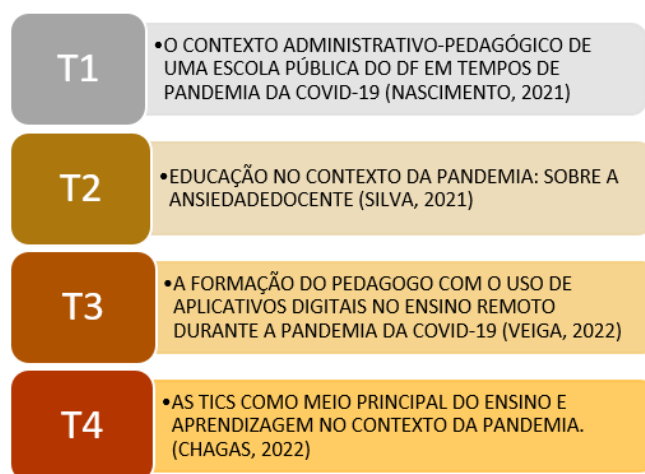 T1
•O CONTEXTO ADMINISTRATIVO-PEDAGÓGICO DE
UMA ESCOLA PÚBLICA DO DF EM TEMPOS DE
PANDEMIA DA COVID-19 (NASCIMENTO, 2021)
T2
•EDUCAÇÃO NO CONTEXTO DA PANDEMIA: SOBRE A
ANSIEDADEDOCENTE (SILVA, 2021)
T3
•A FORMAÇÃO DO PEDAGOGO COM O USO DE
APLICATIVOS DIGITAIS NO ENSINO REMOTO
DURANTE A PANDEMIA DA COVID-19 (VEIGA, 2022)
T4
•AS TICS COMO MEIO PRINCIPAL DO ENSINO E
APRENDIZAGEM NO CONTEXTO DA PANDEMIA.
(CHAGAS, 2022)